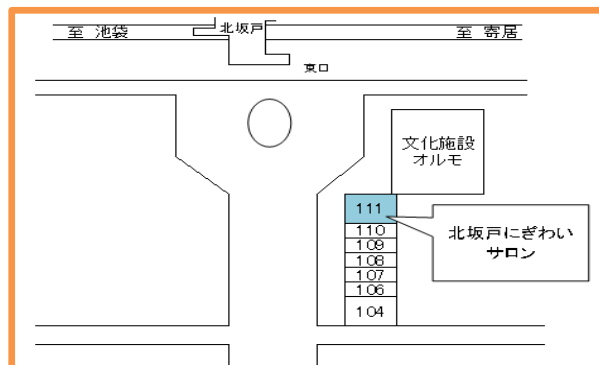 至 池袋
北坂戸
至 寄居
東口
文化施設
オルモ
111
北坂戸にぎわい
サロン
110
109
108
107
106
104